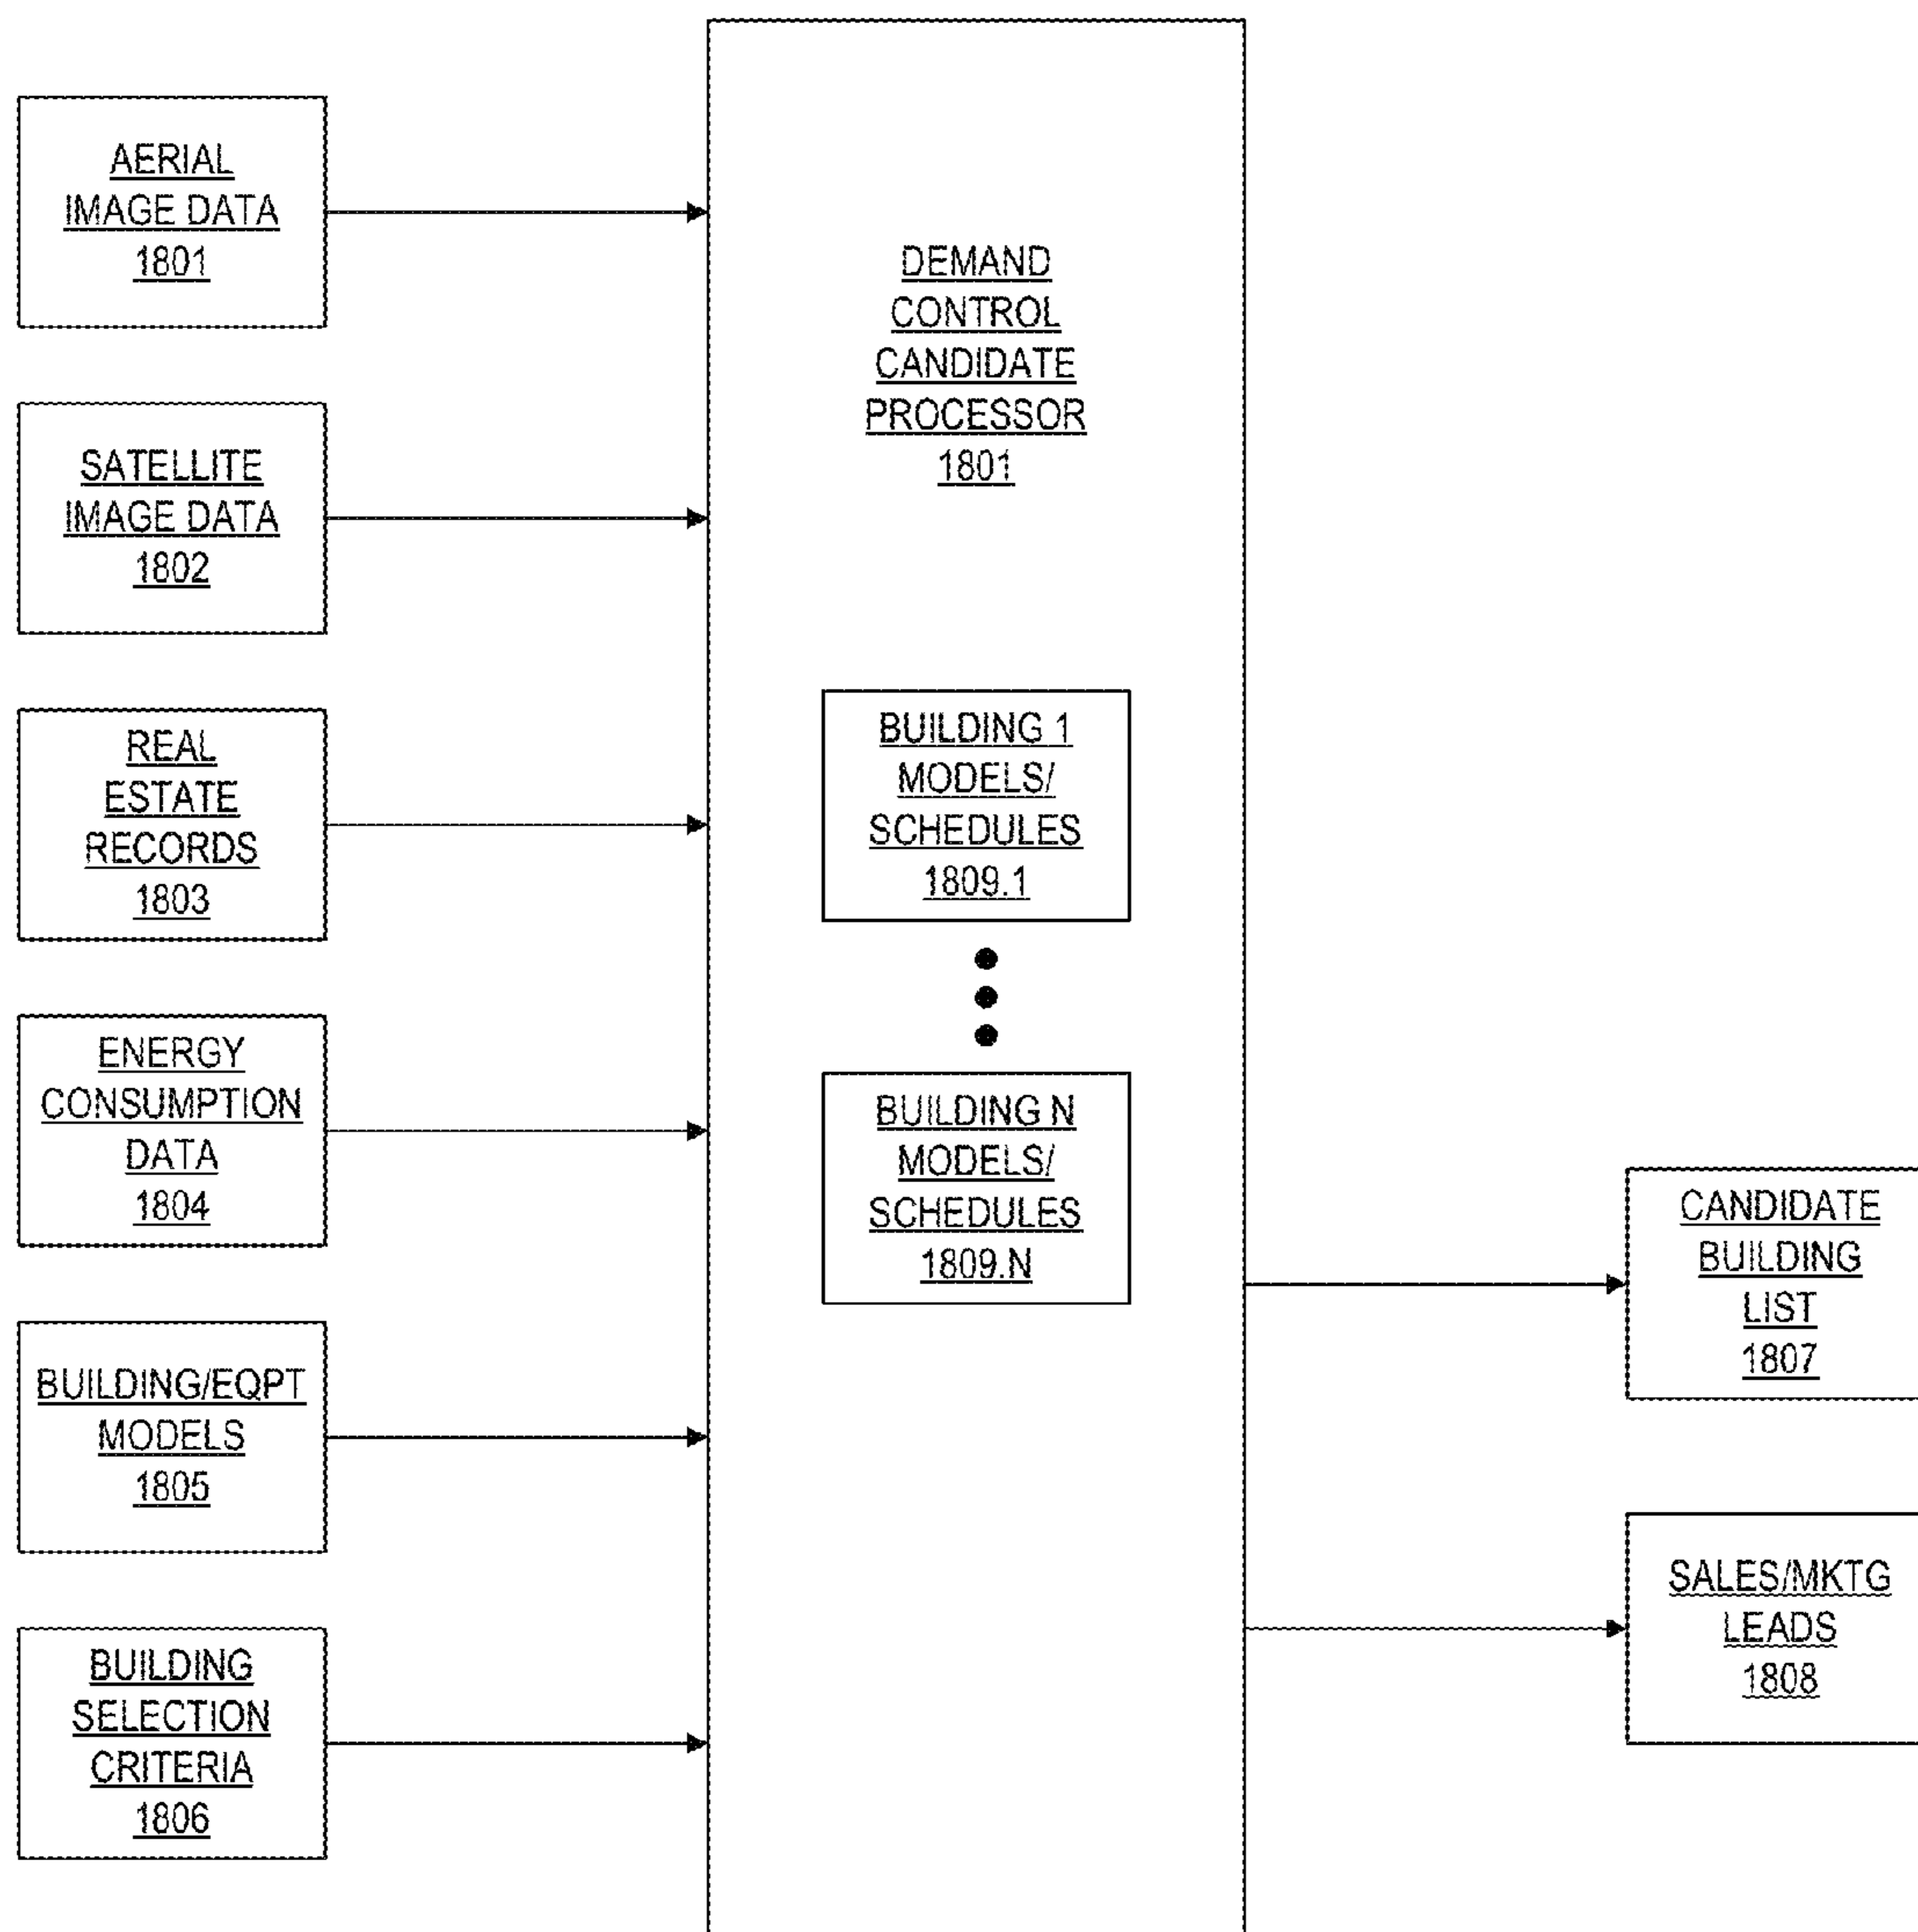 AERIAL
IMAGE DATA
1801
SATELLITE
IMAGE DATA
1802
REAL
ESTATE
RECORDS
1803
ENERGY
CONSUMPTION
DATA
1804
BUILDING/EQPT
MODELS
1805
BUILDING
SELECTION
CRITERIA
1806
DEMAND
CONTROL
CANDIDATE
PROCESSOR
1801
BUILDING 1
MODELS/
SCHEDULES
1809.1
BUILDING N
MODELS/
SCHEDULES
1809.N
CANDIDATE
BUILDING
LIST
1807
SALES/MKTG
LEADS
1808